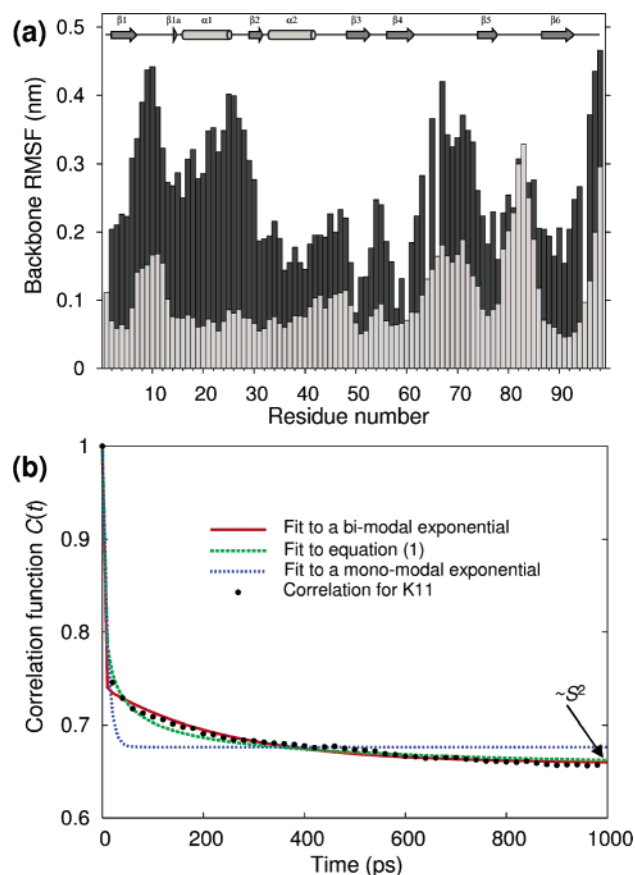 (a)
β1 β1a α1 β2 α2 β3 β4 β5 β6
0.5
0.4
0.3
0.2
0.1
0
Backbone RMSF (nm)
10 20 30 40 50 60 70 80 90
Residue number
(b)
1
0.9
0.8
0.7
0.6
Correlation function C(t)
Fit to a bi-modal exponential
Fit to equation (1)
Fit to a mono-modal exponential
Correlation for K11
~S²
0 200 400 600 800 1000
Time (ps)